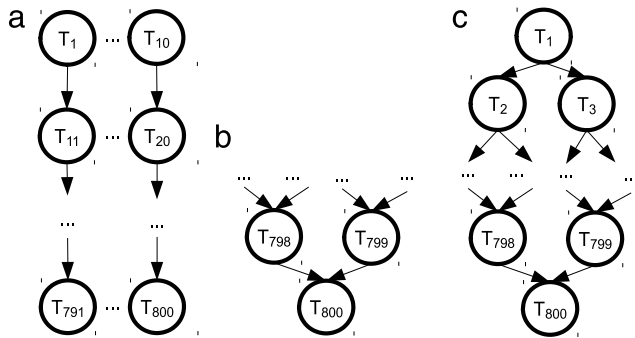 a
T1 ... T10
T11 ... T20
... ...
T791 ... T800
b
... ... ... ...
T798 T799
T800
c
T1
T2 T3
... ... ... ...
T798 T799
T800